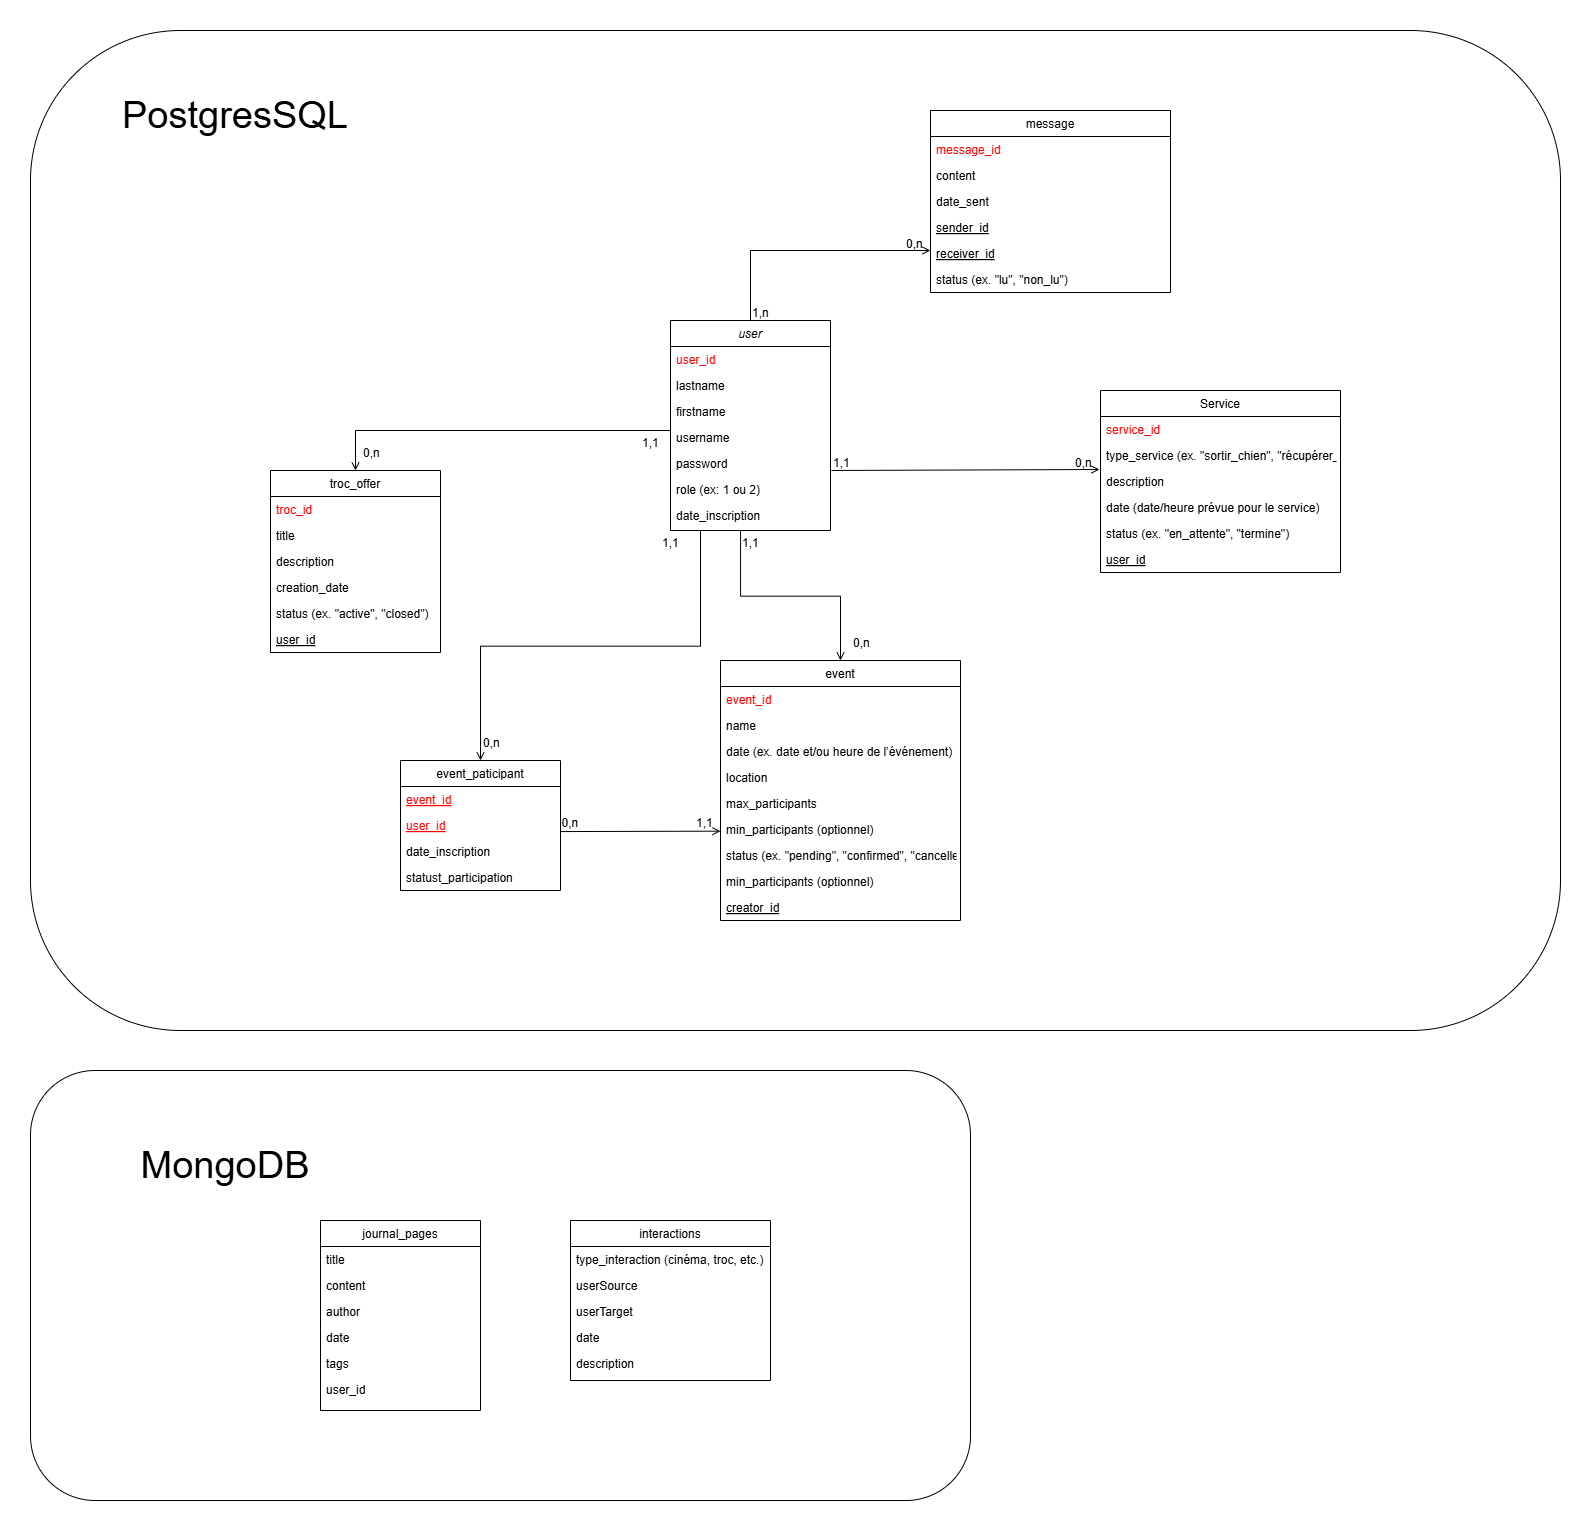 PostgresSQL
message
message_id
content
date_sent
sender_id
receiver_id
status (ex. "lu", "non_lu")
0,n
1,n
user
user_id
lastname
firstname
username
password
role (ex: 1 ou 2)
date_inscription
1,1
0,n
troc_offer
troc_id
title
description
creation_date
status (ex. "active", "closed")
user_id
1,1
0,n
Service
service_id
type_service (ex. "sortir_chien", "récupérer_
description
date (date/heure prévue pour le service)
status (ex. "en_attente", "termine")
user_id
1,1
1,1
0,n
0,n
event_paticipant
event_id
user_id
date_inscription
statust_participation
0,n
1,1
event
event_id
name
date (ex. date et/ou heure de l'événement)
location
max_participants
min_participants (optionnel)
status (ex. "pending", "confirmed", "cancelle
min_participants (optionnel)
creator_id
MongoDB
journal_pages
title
content
author
date
tags
user_id
interactions
type_interaction (cinéma, troc, etc.)
userSource
userTarget
date
description